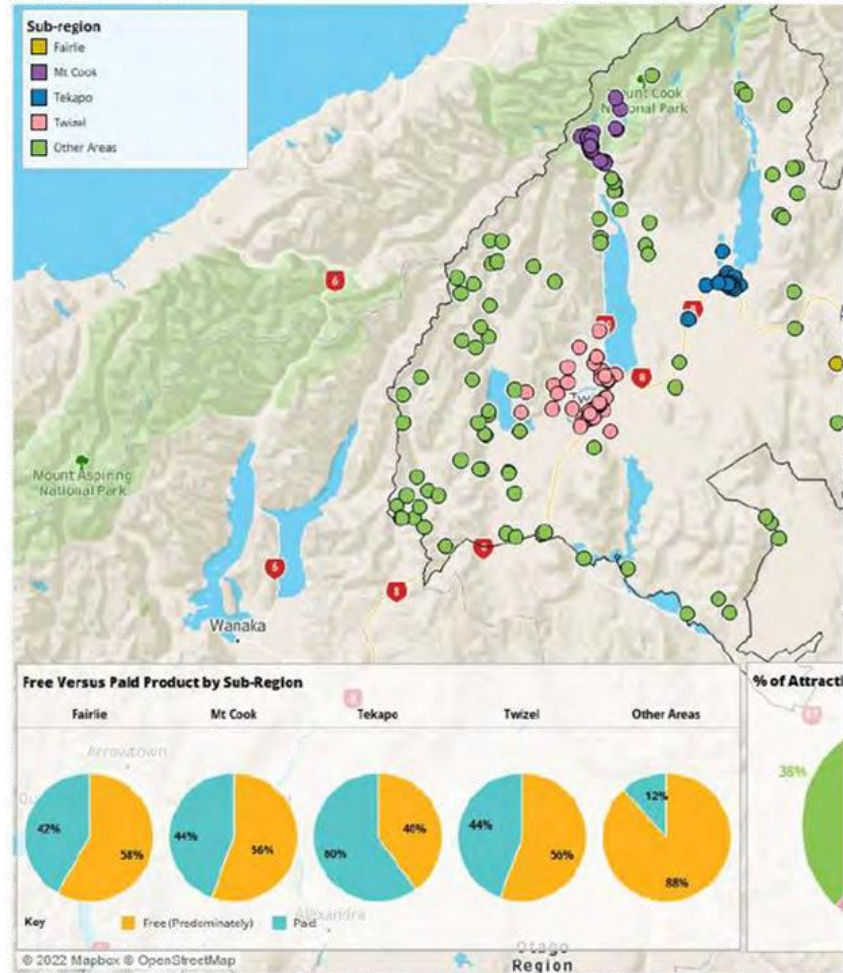 Sub-region
Fairlie
Mt Cook
Tekapo
Twizel
Other Areas
Mount Cook
National Park
6
8
8
Mount Aspiring
National Park
6
8
Wanaka
Free Versus Paid Product by Sub-Region
Fairlie
Mt Cook
Tekapo
Twizel
Other Areas
Arrowtown
42%
58%
44%
56%
60%
40%
44%
56%
12%
88%
Key
Free (Predominately)
Paid
Alexandra
© 2022 Mapbox © OpenStreetMap
Otago
Region
% of Attracti
38%